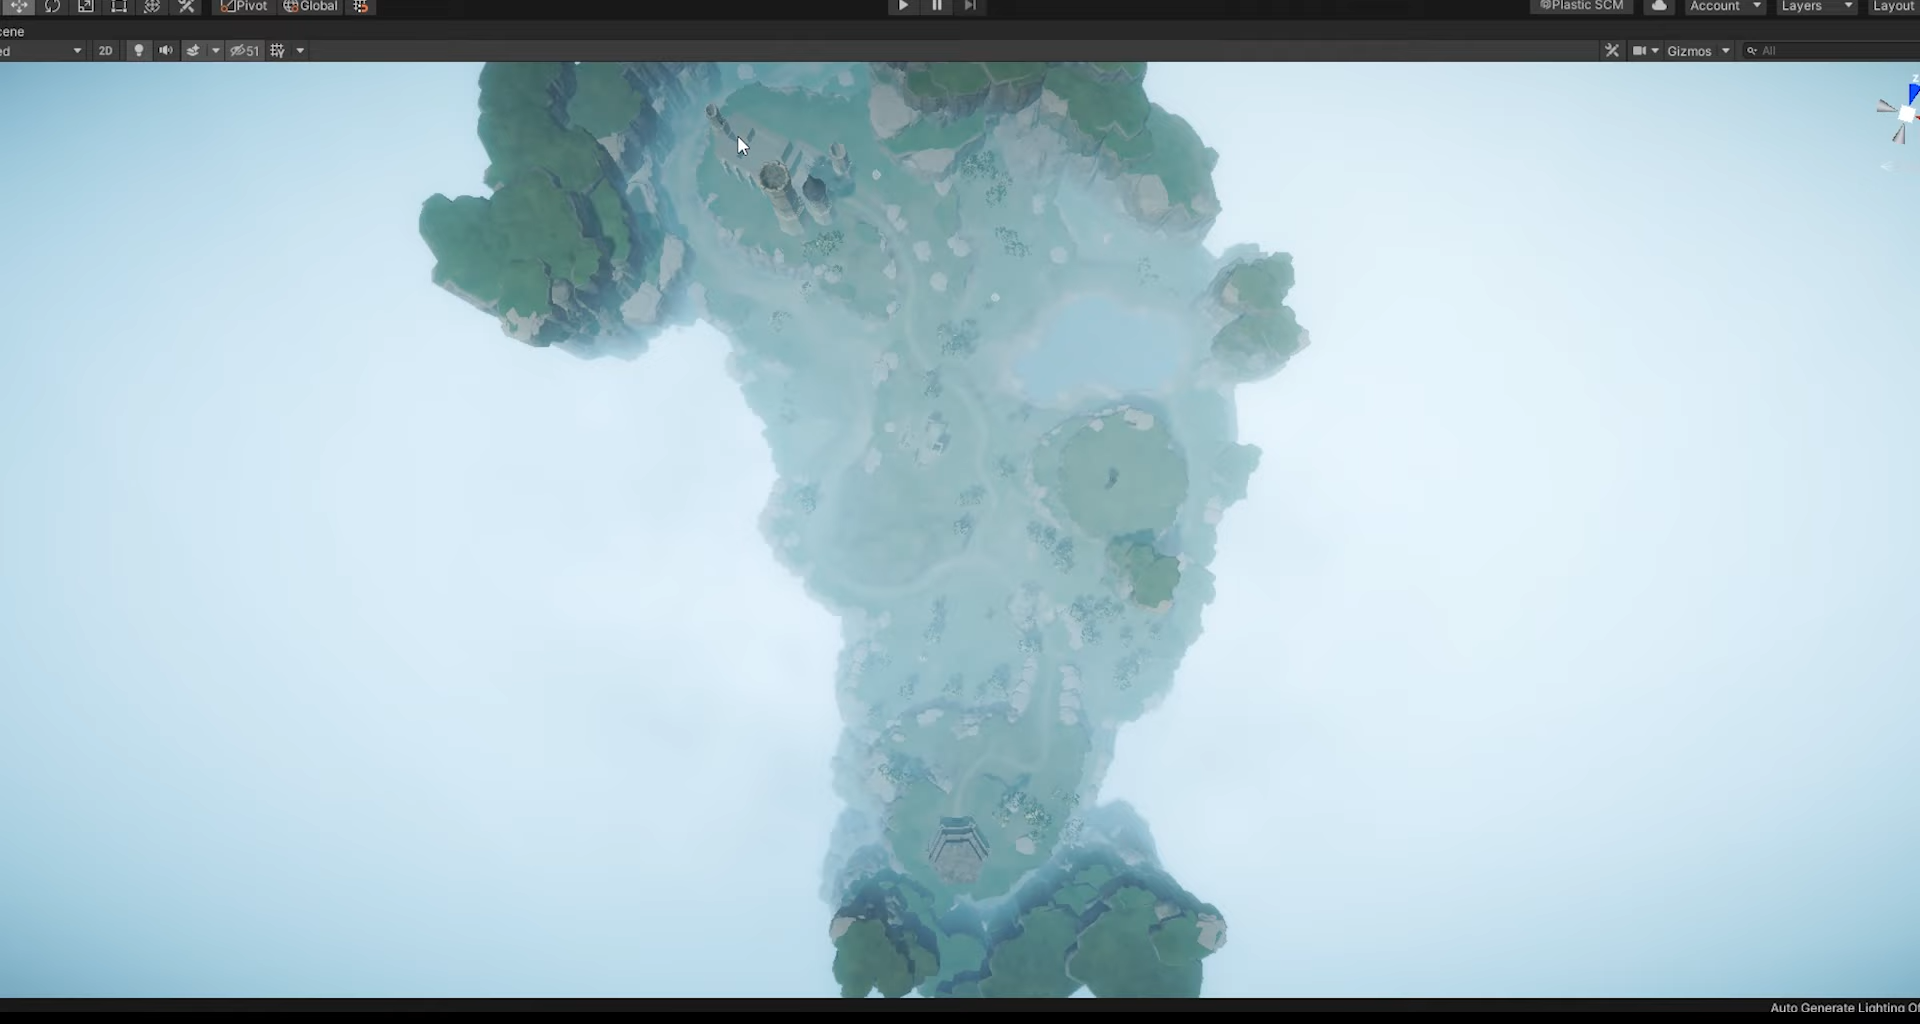 Pivot Global Plastic SCM Account Layers Layout
cene
ed 2D 51 Gizmos All
z
Auto Generate Lighting Of